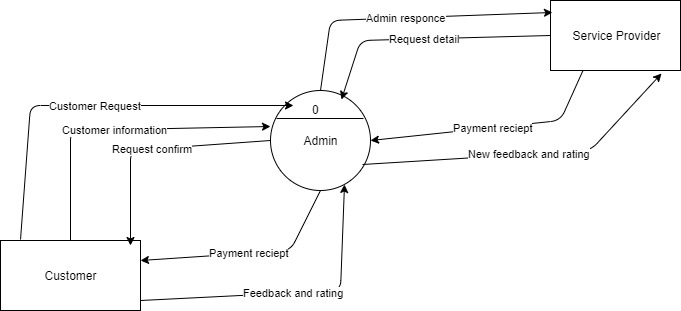 Admin responce
Service Provider
Request detail
Customer Request
0
Customer information
Payment reciept
Admin
Request confirm
New feedback and rating
Payment reciept
Customer
Feedback and rating